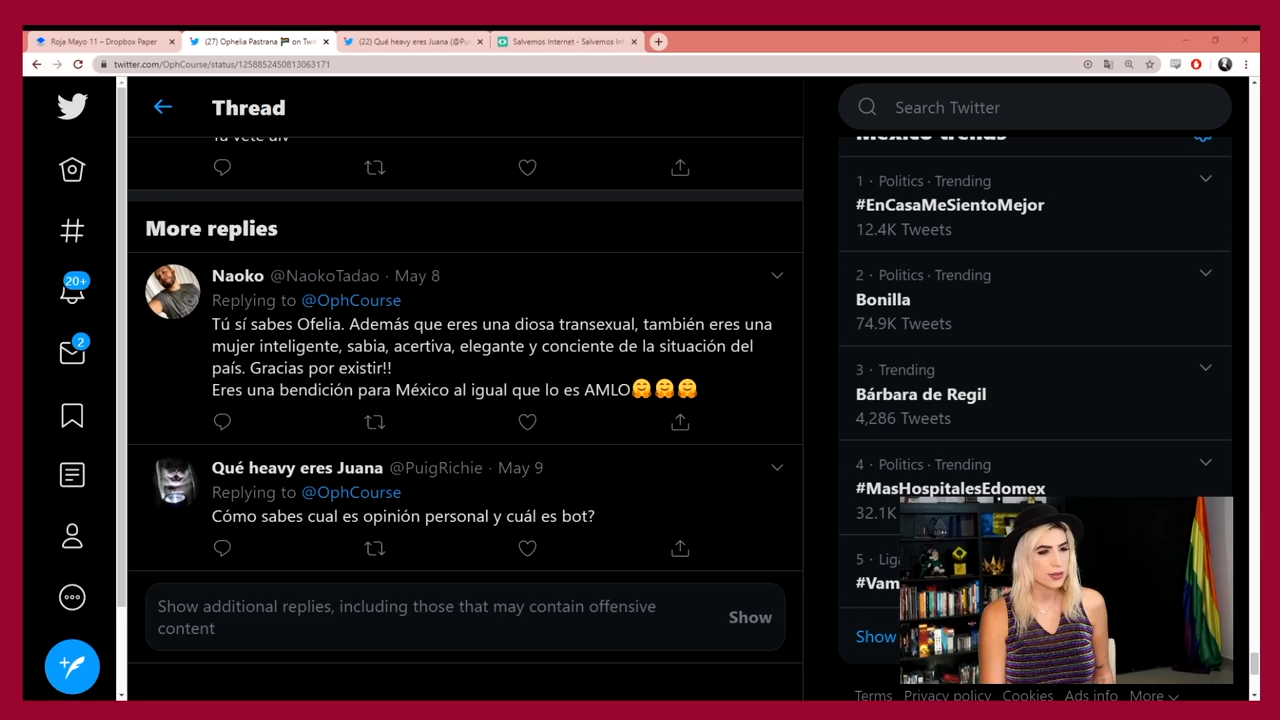 Roja Mayo 11 – Dropbox Paper
(27) Ophelia Pastrana
on Twi
(22) Qué heavy eres Juana (@Pu
Salvemos Internet - Salvemos In
twitter.com/OphCourse/status/1258852450813063171
Thread
Search Twitter
Tú vete alv
More replies
Naoko @NaokoTadao · May 8
Replying to @OphCourse
Tú sí sabes Ofelia. Además que eres una diosa transexual, también eres una
mujer inteligente, sabia, acertiva, elegante y conciente de la situación del
país. Gracias por existir!!
Eres una bendición para México al igual que lo es AMLO🤗🤗🤗
Qué heavy eres Juana @PuigRichie · May 9
Replying to @OphCourse
Cómo sabes cual es opinión personal y cuál es bot?
Show additional replies, including those that may contain offensive
content
Show
20+
2
Mexico trends
1 · Politics · Trending
#EnCasaMeSientoMejor
12.4K Tweets
2 · Politics · Trending
Bonilla
74.9K Tweets
3 · Trending
Bárbara de Regil
4,286 Tweets
4 · Politics · Trending
#MasHospitalesEdomex
32.1K
5 · Liga
#Vam
Show
Terms Privacy policy Cookies Ads info More